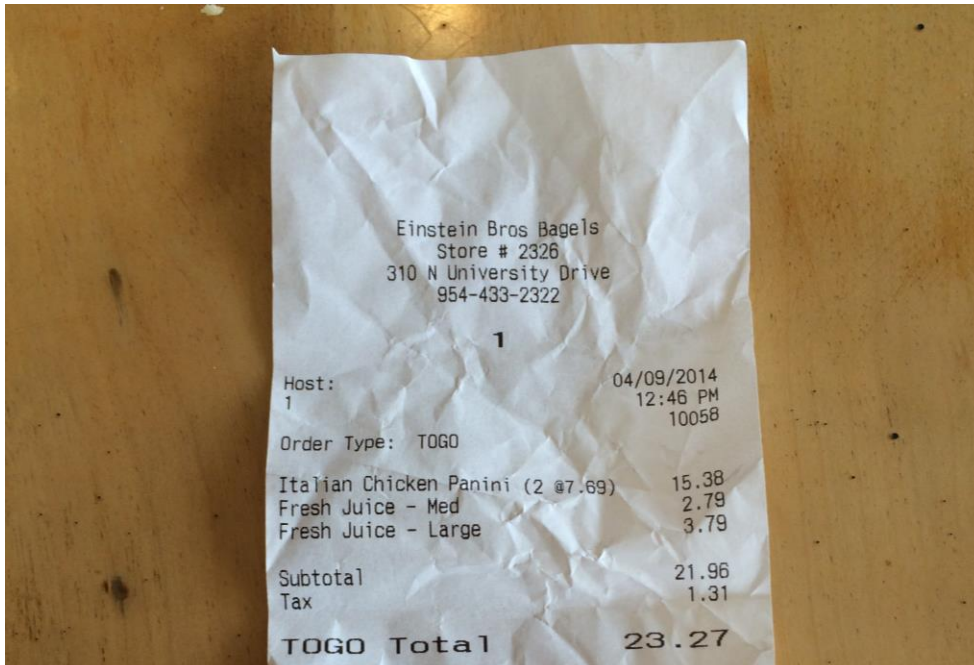 Einstein Bros Bagels
Store # 2326
310 N University Drive
954-433-2322
1
Host: 04/09/2014
1 12:46 PM
10058
Order Type: TOGO
Italian Chicken Panini (2 @7.69) 15.38
Fresh Juice - Med 2.79
Fresh Juice - Large 3.79
Subtotal 21.96
Tax 1.31
TOGO Total 23.27